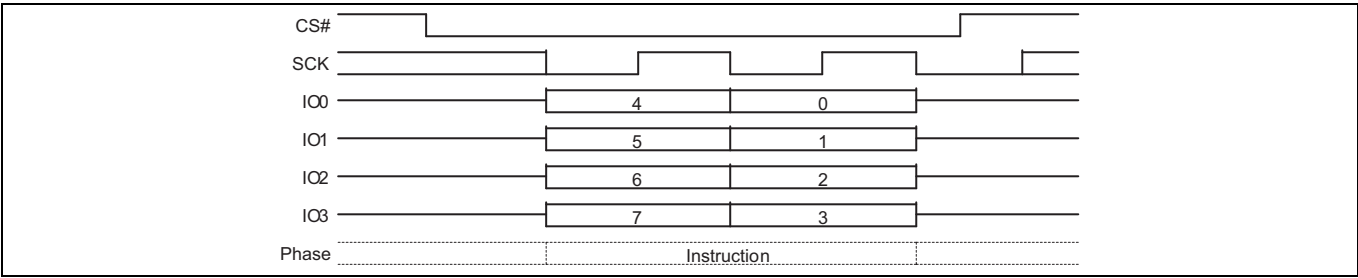 CS#
SCK
IO0 4 0
IO1 5 1
IO2 6 2
IO3 7 3
Phase Instruction